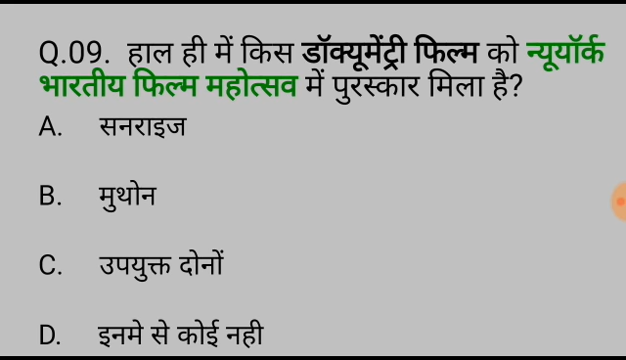 Q.09. हाल ही में किस डॉक्यूमेंट्री फिल्म को न्यूयॉर्क
भारतीय फिल्म महोत्सव में पुरस्कार मिला है?
A. सनराइज
B. मुथोन
C. उपयुक्त दोनों
D. इनमे से कोई नही